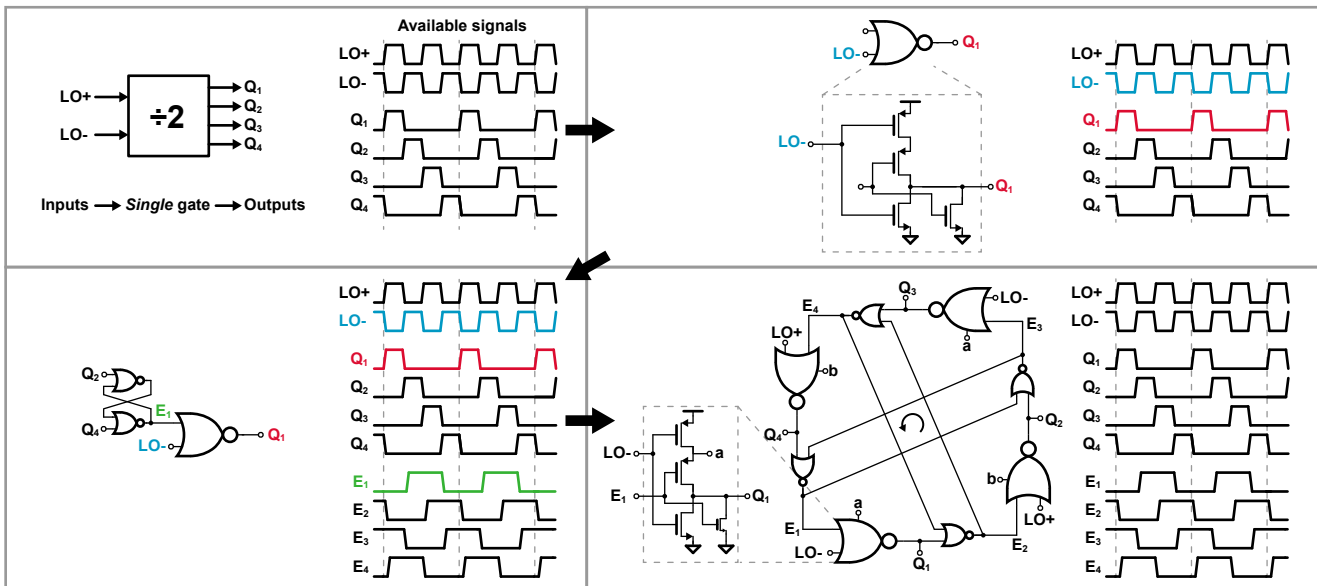 Available signals
LO+
LO-
÷2
Q1
Q2
Q3
Q4
Inputs → Single gate → Outputs
LO+
LO-
Q1
Q2
Q3
Q4
LO-
Q1
LO-
Q1
LO+
LO-
Q1
Q2
Q3
Q4
Q2
Q4
E1
LO-
Q1
LO+
LO-
Q1
Q2
Q3
Q4
E1
E2
E3
E4
LO-
E1
a
Q1
E4
Q3
LO-
a
E3
LO+
b
Q4
Q2
b
LO+
E1
a
LO-
Q1
E2
LO+
LO-
Q1
Q2
Q3
Q4
E1
E2
E3
E4